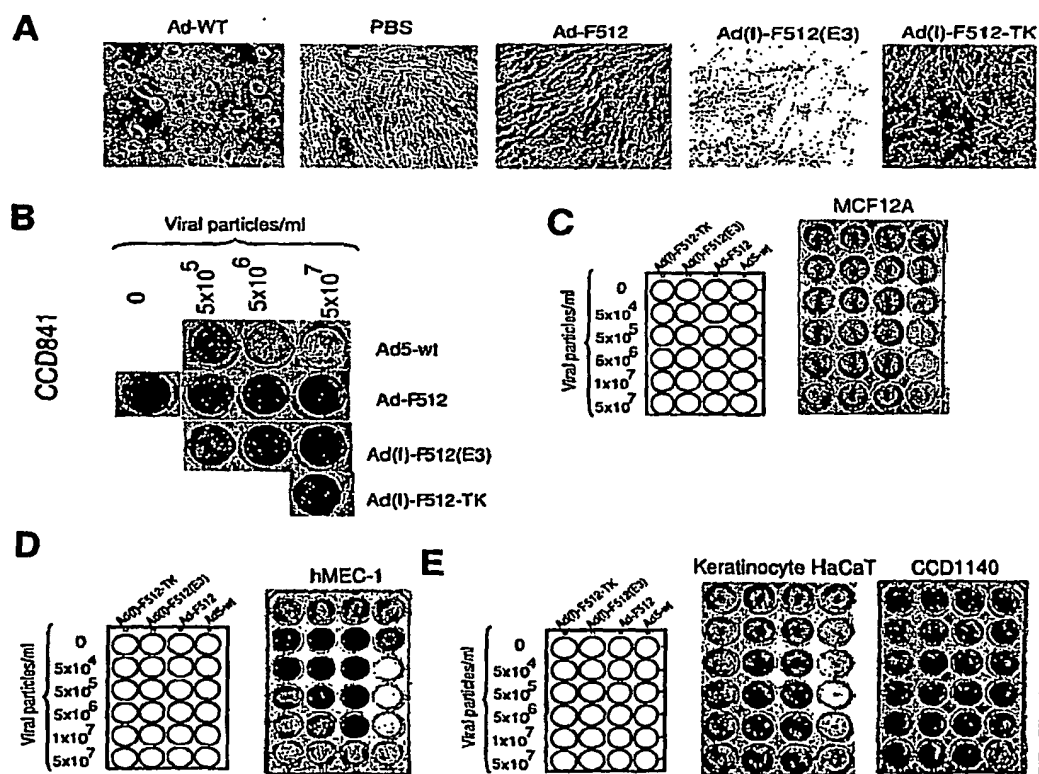 A
Ad-WT
PBS
Ad-F512
Ad(I)-F512(E3)
Ad(I)-F512-TK
B
Viral particles/ml
0
5x10^5
5x10^6
5x10^7
CCD841
Ad5-wt
Ad-F512
Ad(I)-F512(E3)
Ad(I)-F512-TK
C
MCF12A
Ad(I)-F512-TK
Ad(I)-F512(E3)
Ad-F512
Ad5-wt
Viral particles/ml
0
5x10^4
5x10^5
5x10^6
1x10^7
5x10^7
D
hMEC-1
Ad(I)-F512-TK
Ad(I)-F512(E3)
Ad-F512
Ad5-wt
Viral particles/ml
0
5x10^4
5x10^5
5x10^6
1x10^7
5x10^7
E
Keratinocyte HaCaT
CCD1140
Ad(I)-F512-TK
Ad(I)-F512(E3)
Ad-F512
Ad5-wt
Viral particles/ml
0
5x10^4
5x10^5
5x10^6
1x10^7
5x10^7